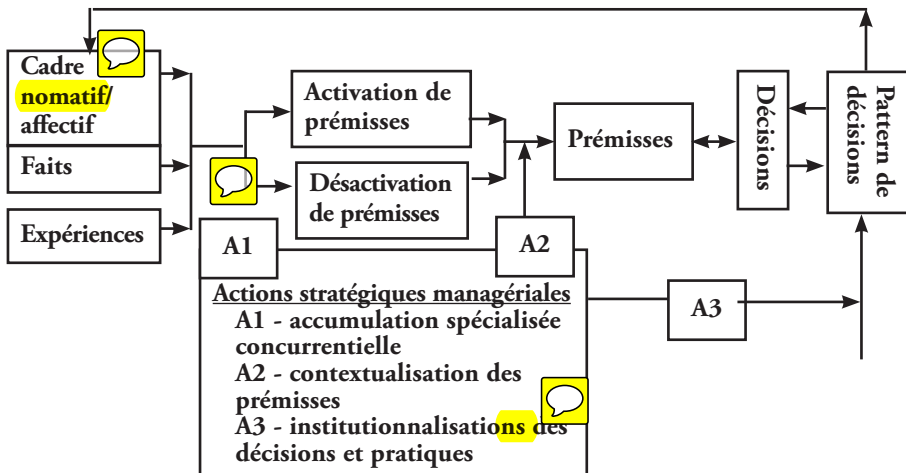 Cadre
nomatif/
affectif
Faits
Expériences
Activation de
prémisses
Désactivation
de prémisses
Prémisses
Décisions
Pattern de
décisions
A1
A2
A3
Actions stratégiques managériales
A1 - accumulation spécialisée
concurrentielle
A2 - contextualisation des
prémisses
A3 - institutionnalisations des
décisions et pratiques